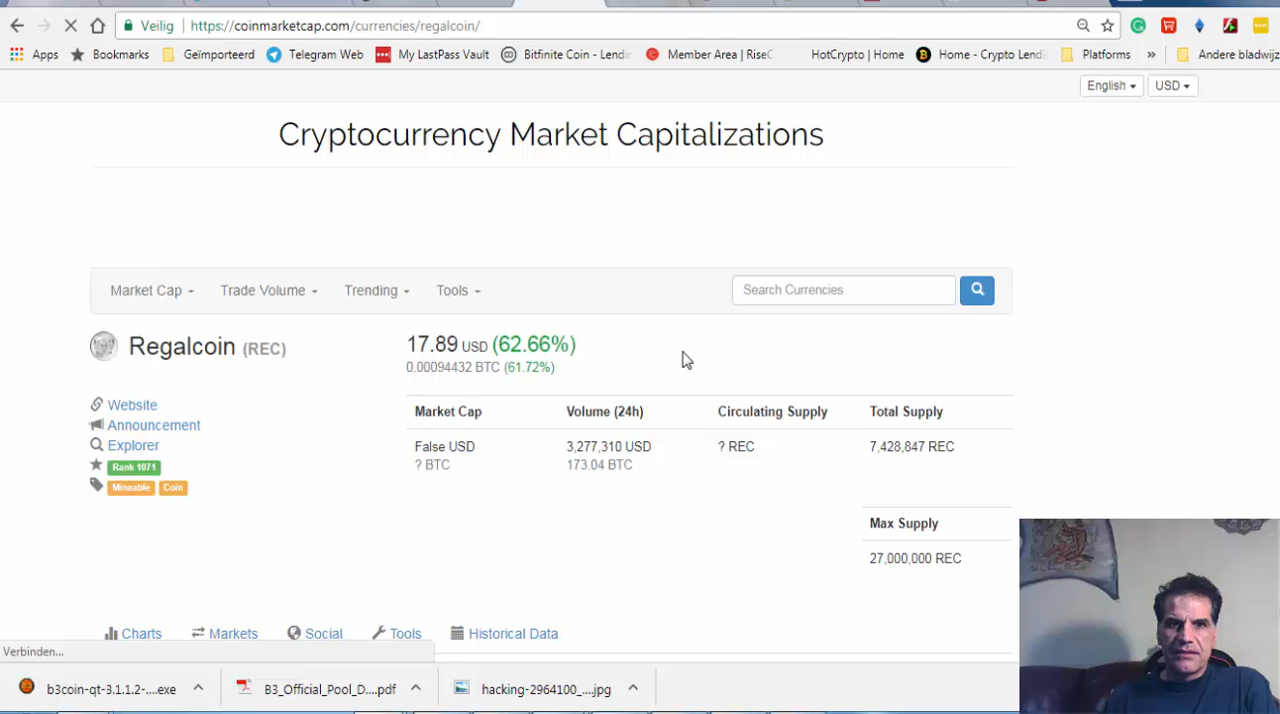 Veilig https://coinmarketcap.com/currencies/regalcoin/
Apps Bookmarks Geïmporteerd Telegram Web My LastPass Vault Bitfinite Coin - Lendi Member Area | Rise HotCrypto | Home Home - Crypto Lend Platforms » Andere bladwijz
English USD
Cryptocurrency Market Capitalizations
Market Cap Trade Volume Trending Tools Search Currencies
Regalcoin (REC) 17.89 USD (62.66%)
0.00094432 BTC (61.72%)
Website
Announcement
Explorer
Rank 1071
Mineable Coin
Market Cap Volume (24h) Circulating Supply Total Supply
False USD 3,277,310 USD ? REC 7,428,847 REC
? BTC 173.04 BTC
Max Supply
27,000,000 REC
Charts Markets Social Tools Historical Data
Verbinden...
b3coin-qt-3.1.1.2-....exe B3_Official_Pool_D....pdf hacking-2964100_....jpg